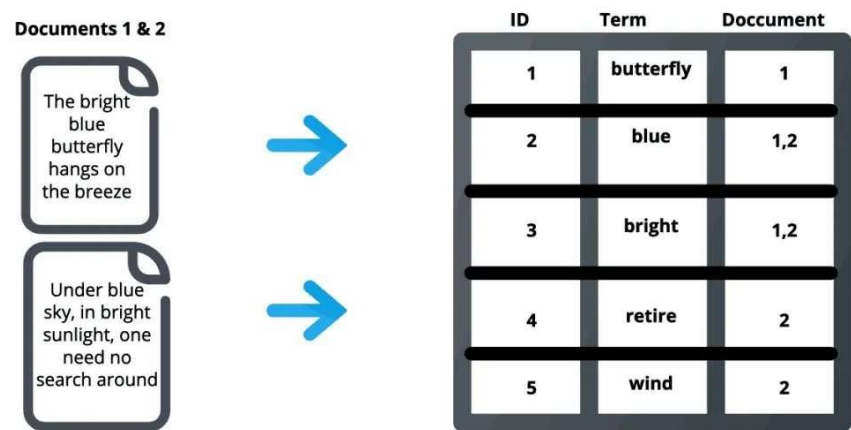 Documents 1 & 2
The bright
blue
butterfly
hangs on
the breeze
Under blue
sky, in bright
sunlight, one
need no
search around
ID Term Doccument
1 butterfly 1
2 blue 1,2
3 bright 1,2
4 retire 2
5 wind 2